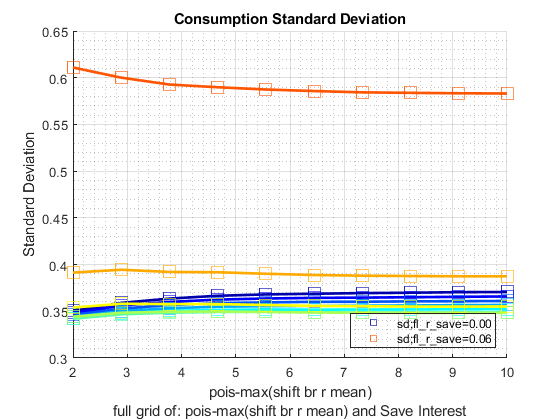 Consumption Standard Deviation
0.65
0.6
0.55
0.5
0.45
0.4
0.35
0.3
Standard Deviation
sd;fl_r_save=0.00
sd;fl_r_save=0.06
2 3 4 5 6 7 8 9 10
pois-max(shift br r mean)
full grid of: pois-max(shift br r mean) and Save Interest